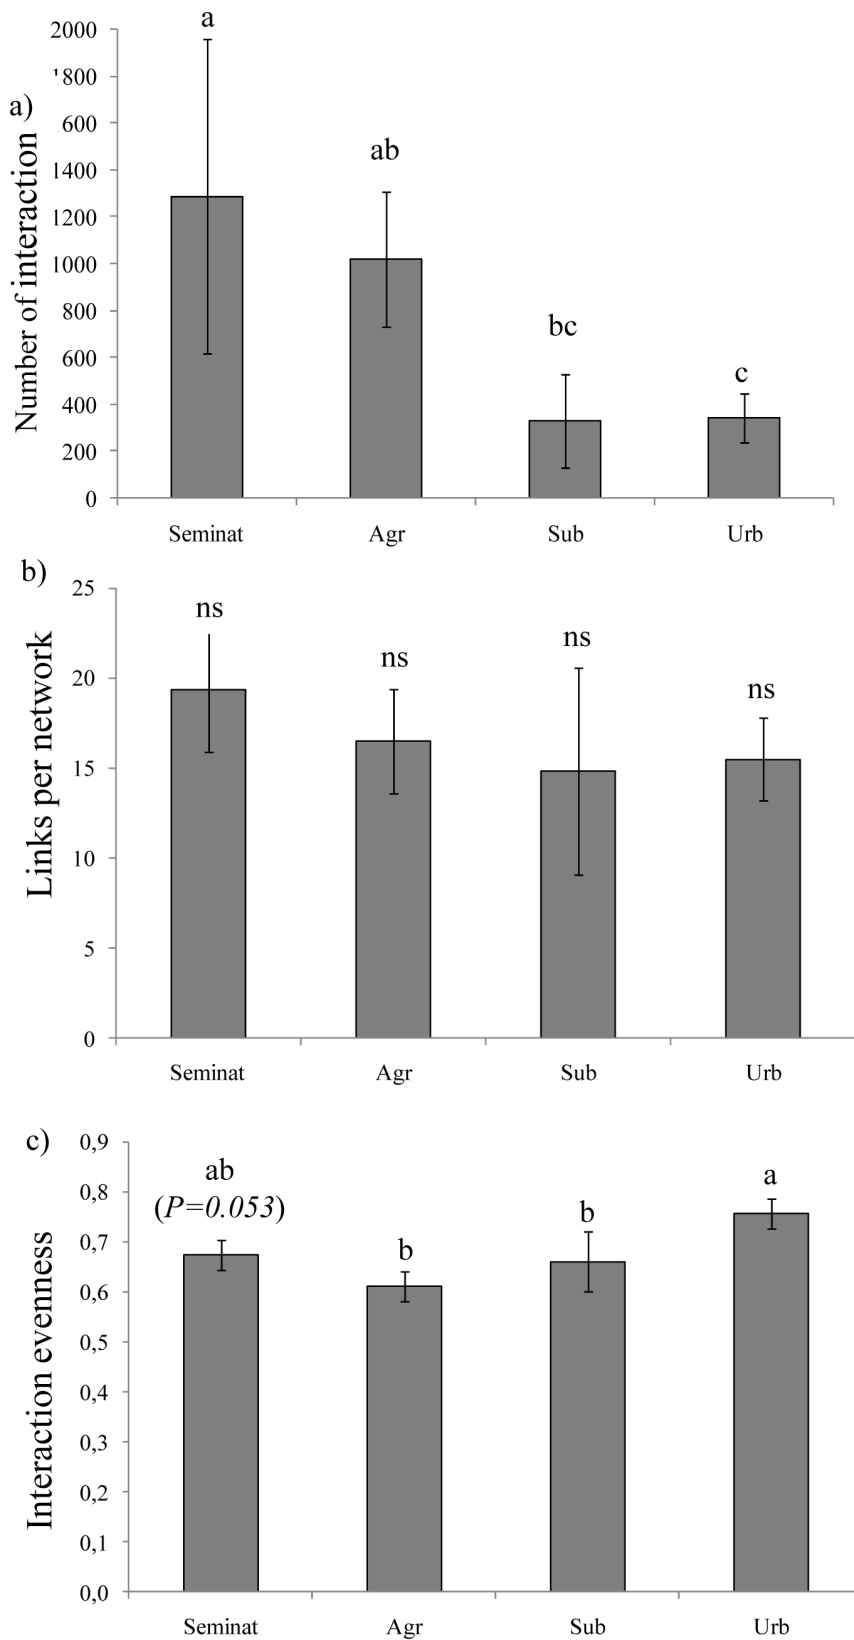 a)
Number of interaction
2000
1800
600
1400
1200
1000
800
600
400
200
0
a
ab
bc
c
Seminat Agr Sub Urb
b)
Links per network
25
20
15
10
5
0
ns
ns
ns
ns
Seminat Agr Sub Urb
c)
Interaction evenness
0,9
0,8
0,7
0,6
0,5
0,4
0,3
0,2
0,1
0,0
ab
(P=0.053)
b
b
a
Seminat Agr Sub Urb